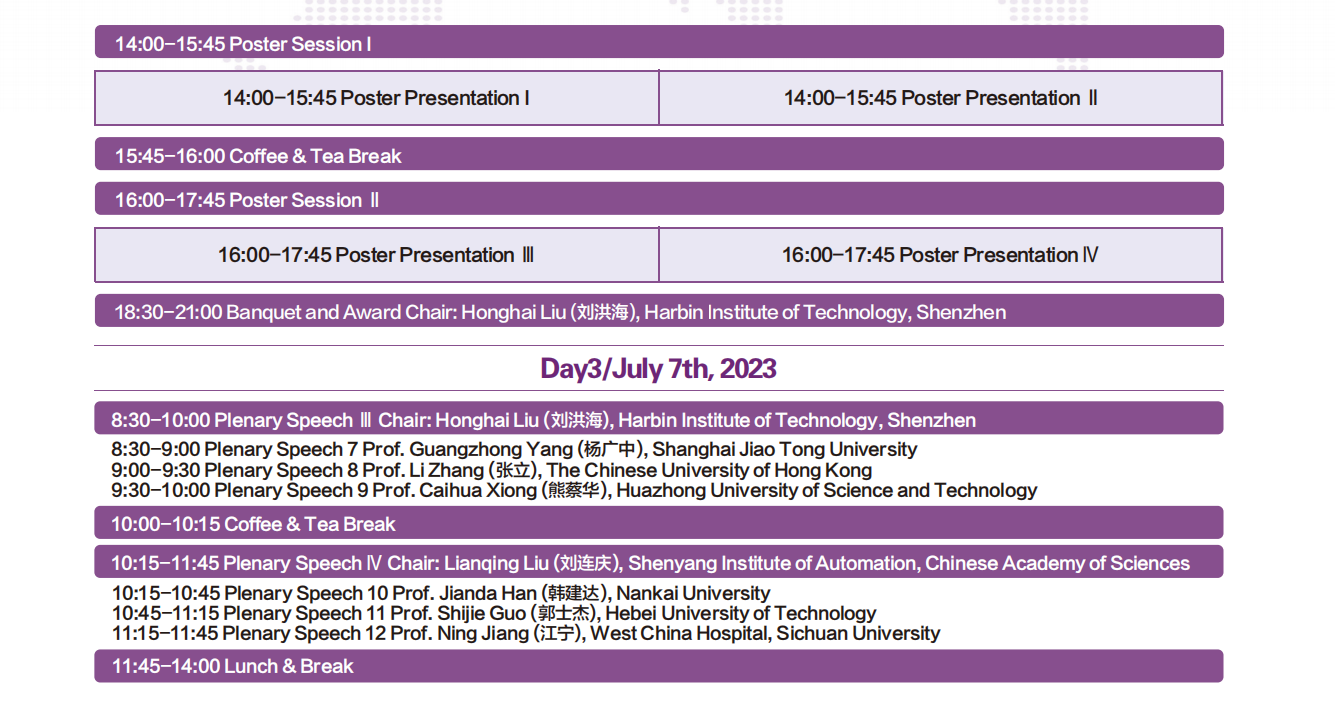 14:00–15:45 Poster Session Ⅰ
14:00–15:45 Poster Presentation Ⅰ
14:00–15:45 Poster Presentation Ⅱ
15:45–16:00 Coffee & Tea Break
16:00–17:45 Poster Session Ⅱ
16:00–17:45 Poster Presentation Ⅲ
16:00–17:45 Poster Presentation Ⅳ
18:30–21:00 Banquet and Award Chair: Honghai Liu (刘洪海), Harbin Institute of Technology, Shenzhen
Day3/July 7th, 2023
8:30–10:00 Plenary Speech Ⅲ Chair: Honghai Liu (刘洪海), Harbin Institute of Technology, Shenzhen
8:30–9:00 Plenary Speech 7 Prof. Guangzhong Yang (杨广中), Shanghai Jiao Tong University
9:00–9:30 Plenary Speech 8 Prof. Li Zhang (张立), The Chinese University of Hong Kong
9:30–10:00 Plenary Speech 9 Prof. Caihua Xiong (熊蔡华), Huazhong University of Science and Technology
10:00–10:15 Coffee & Tea Break
10:15–11:45 Plenary Speech Ⅳ Chair: Lianqing Liu (刘连庆), Shenyang Institute of Automation, Chinese Academy of Sciences
10:15–10:45 Plenary Speech 10 Prof. Jianda Han (韩建达), Nankai University
10:45–11:15 Plenary Speech 11 Prof. Shijie Guo (郭士杰), Hebei University of Technology
11:15–11:45 Plenary Speech 12 Prof. Ning Jiang (江宁), West China Hospital, Sichuan University
11:45–14:00 Lunch & Break